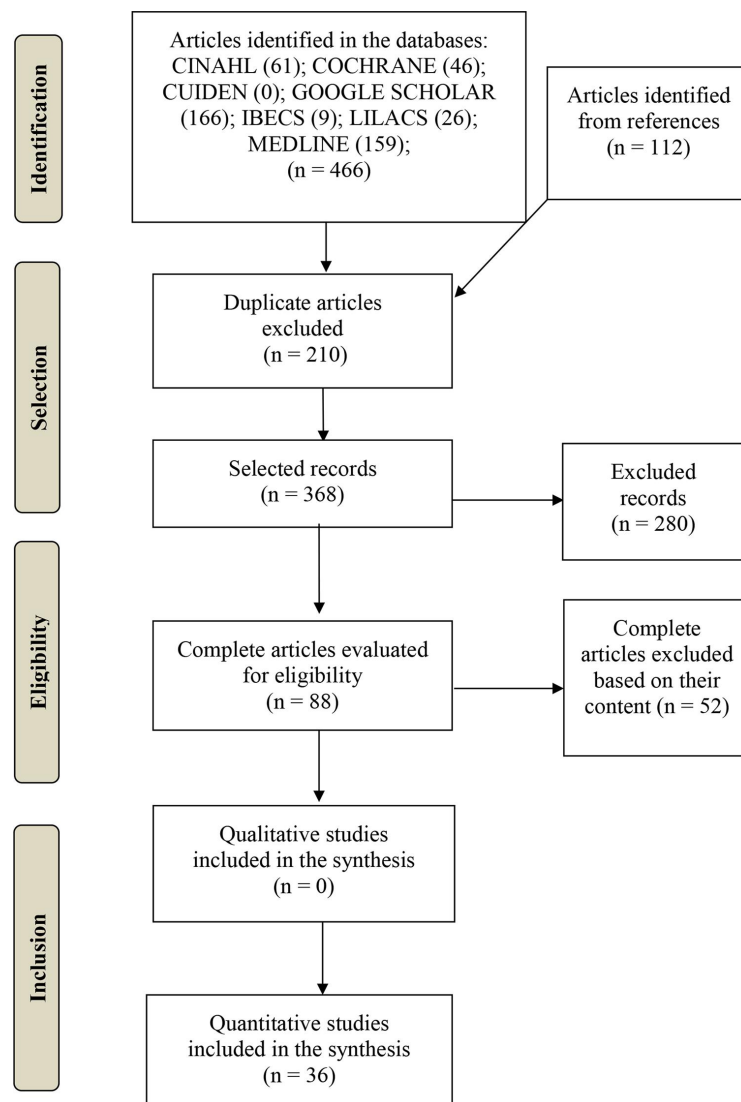 Identification
Articles identified in the databases:
CINAHL (61); COCHRANE (46);
CUIDEN (0); GOOGLE SCHOLAR
(166); IBECS (9); LILACS (26);
MEDLINE (159);
(n = 466)
Articles identified
from references
(n = 112)
Selection
Duplicate articles
excluded
(n = 210)
Selected records
(n = 368)
Excluded
records
(n = 280)
Eligibility
Complete articles evaluated
for eligibility
(n = 88)
Complete
articles excluded
based on their
content (n = 52)
Inclusion
Qualitative studies
included in the synthesis
(n = 0)
Quantitative studies
included in the synthesis
(n = 36)